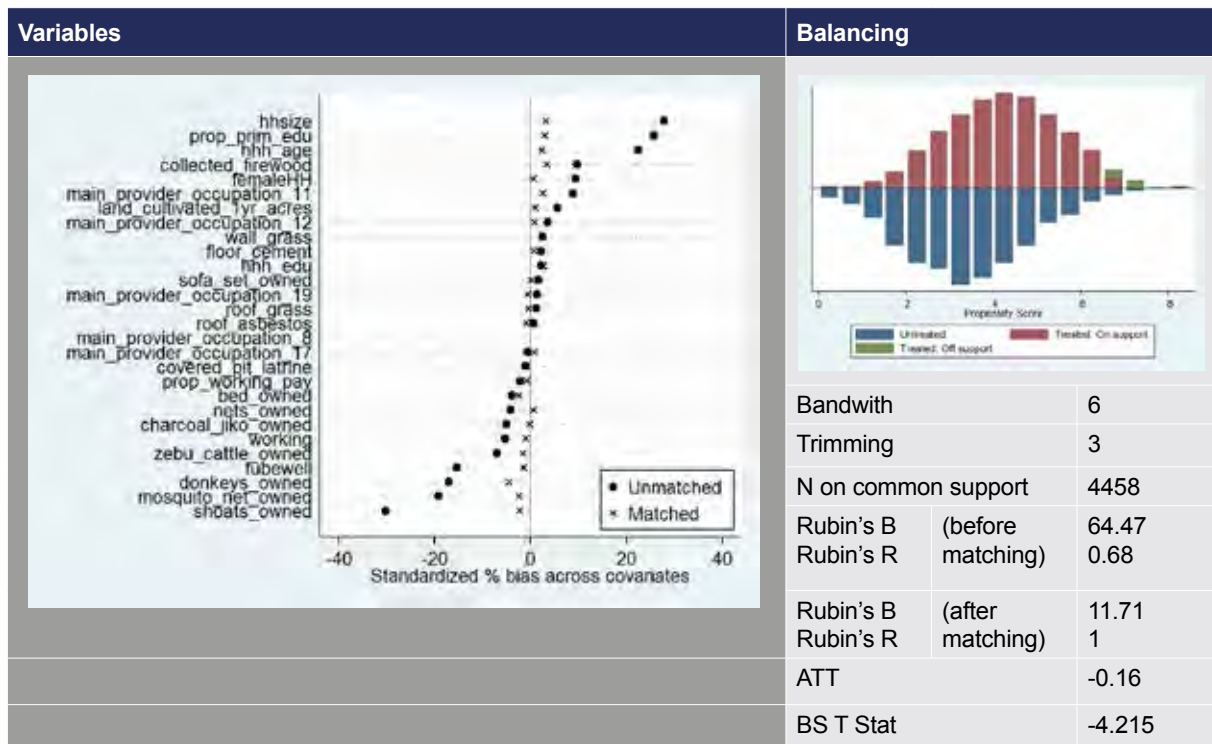 Variables
Balancing
hhsize
prop_prim_edu
hhh_age
collected_firewood
femaleHH
main_provider_occupation_11
land_cultivated_1yr_acres
main_provider_occupation_12
wall_grass
floor_cement
hhh_edu
sofa_set_owned
main_provider_occupation_19
roof_grass
roof_asbestos
main_provider_occupation_8
main_provider_occupation_17
covered_pit_latrine
prop_working_pay
bed_owned
nets_owned
charcoal_jiko_owned
working
zebu_cattle_owned
tubewell
donkeys_owned
mosquito_net_owned
shoats_owned
Unmatched
Matched
-40 -20 0 20 40
Standardized % bias across covariates
0 2 4 6 8
Propensity Score
Untreated Treated: On support
Treated: Off support
Bandwith 6
Trimming 3
N on common support 4458
Rubin's B (before 64.47
Rubin's R matching) 0.68
Rubin's B (after 11.71
Rubin's R matching) 1
ATT -0.16
BS T Stat -4.215